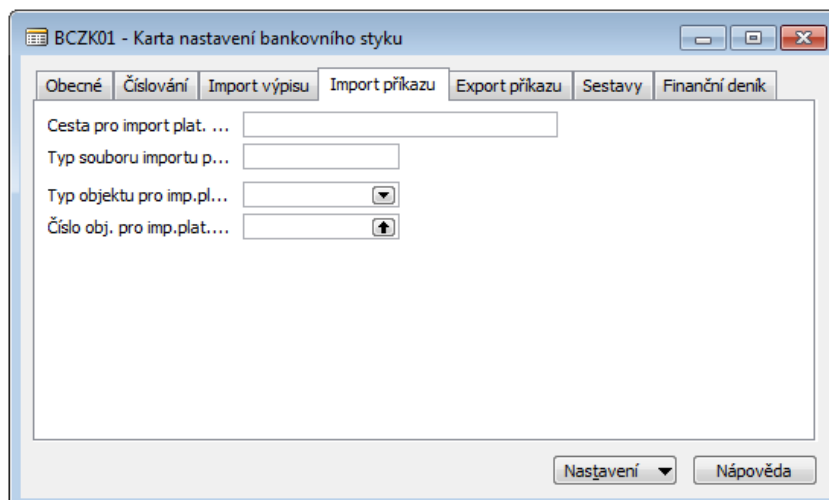 BCZK01 - Karta nastavení bankovního styku
Obecné Číslování Import výpisu Import příkazu Export příkazu Sestavy Finanční deník
Cesta pro import plat. ...
Typ souboru importu p...
Typ objektu pro imp.pl...
Číslo obj. pro imp.plat....
Nastavení Nápověda